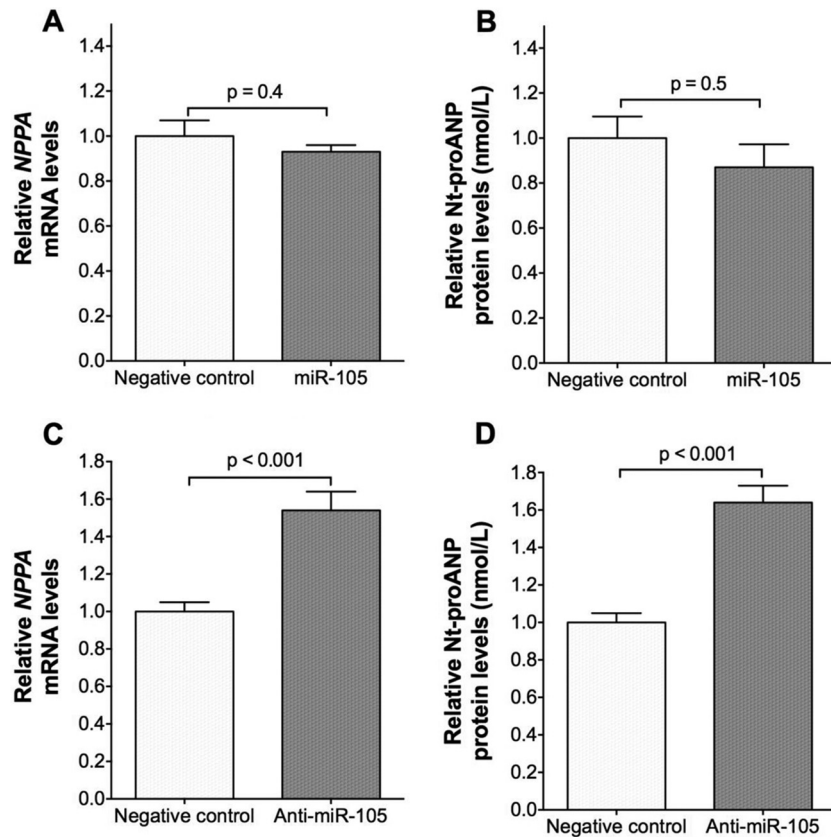 A
Relative NPPA
mRNA levels
1.4
1.2
1.0
0.8
0.6
0.4
0.2
0.0
p = 0.4
Negative control
miR-105
B
Relative Nt-proANP
protein levels (nmol/L)
1.4
1.2
1.0
0.8
0.6
0.4
0.2
0.0
p = 0.5
Negative control
miR-105
C
Relative NPPA
mRNA levels
1.8
1.6
1.4
1.2
1.0
0.8
0.6
0.4
0.2
0.0
p < 0.001
Negative control
Anti-miR-105
D
Relative Nt-proANP
protein levels (nmol/L)
1.8
1.6
1.4
1.2
1.0
0.8
0.6
0.4
0.2
0.0
p < 0.001
Negative control
Anti-miR-105